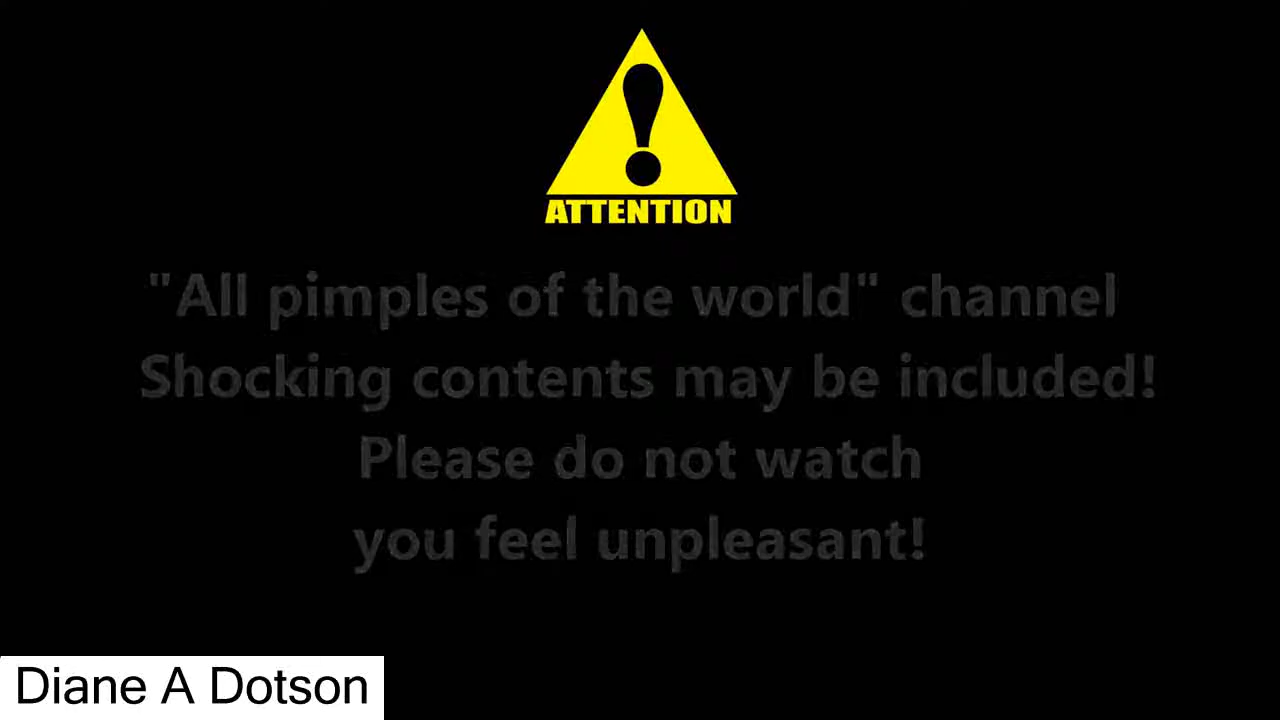 ATTENTION
"All pimples of the world" channel
Shocking contents may be included!
Please do not watch
you feel unpleasant!
Diane A Dotson